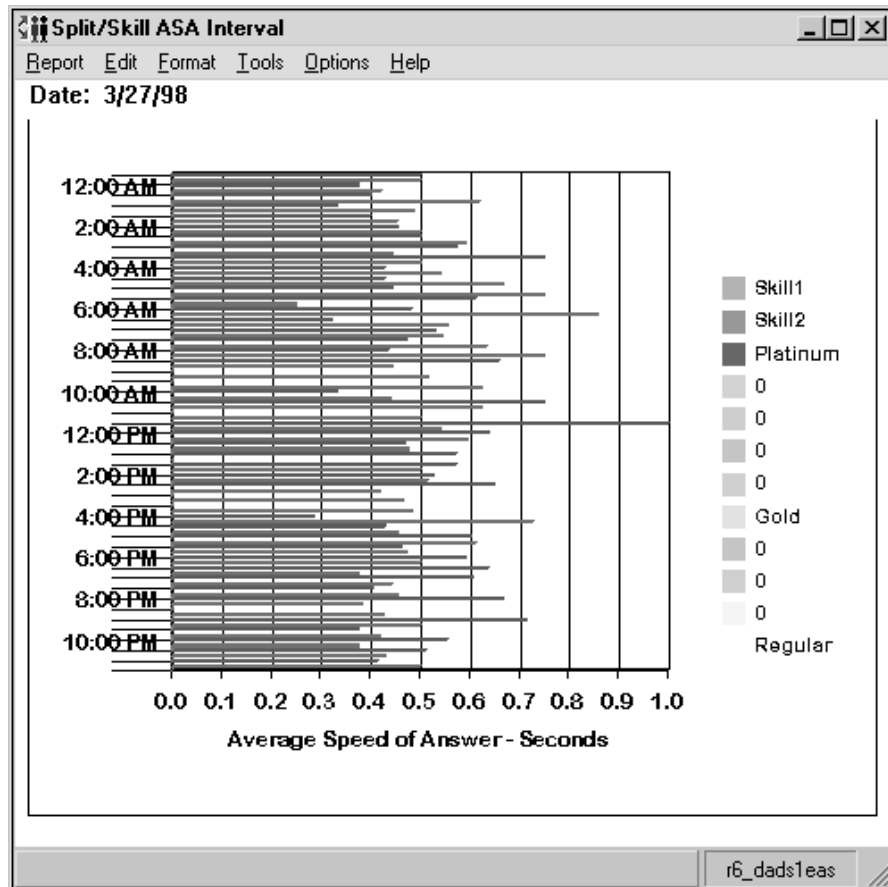 Split/Skill ASA Interval
Report Edit Format Tools Options Help
Date: 3/27/98
12:00 AM
2:00 AM
4:00 AM
6:00 AM
8:00 AM
10:00 AM
12:00 PM
2:00 PM
4:00 PM
6:00 PM
8:00 PM
10:00 PM
0.0 0.1 0.2 0.3 0.4 0.5 0.6 0.7 0.8 0.9 1.0
Average Speed of Answer - Seconds
Skill1
Skill2
Platinum
0
0
0
0
Gold
0
0
0
Regular
r6_dads1eas